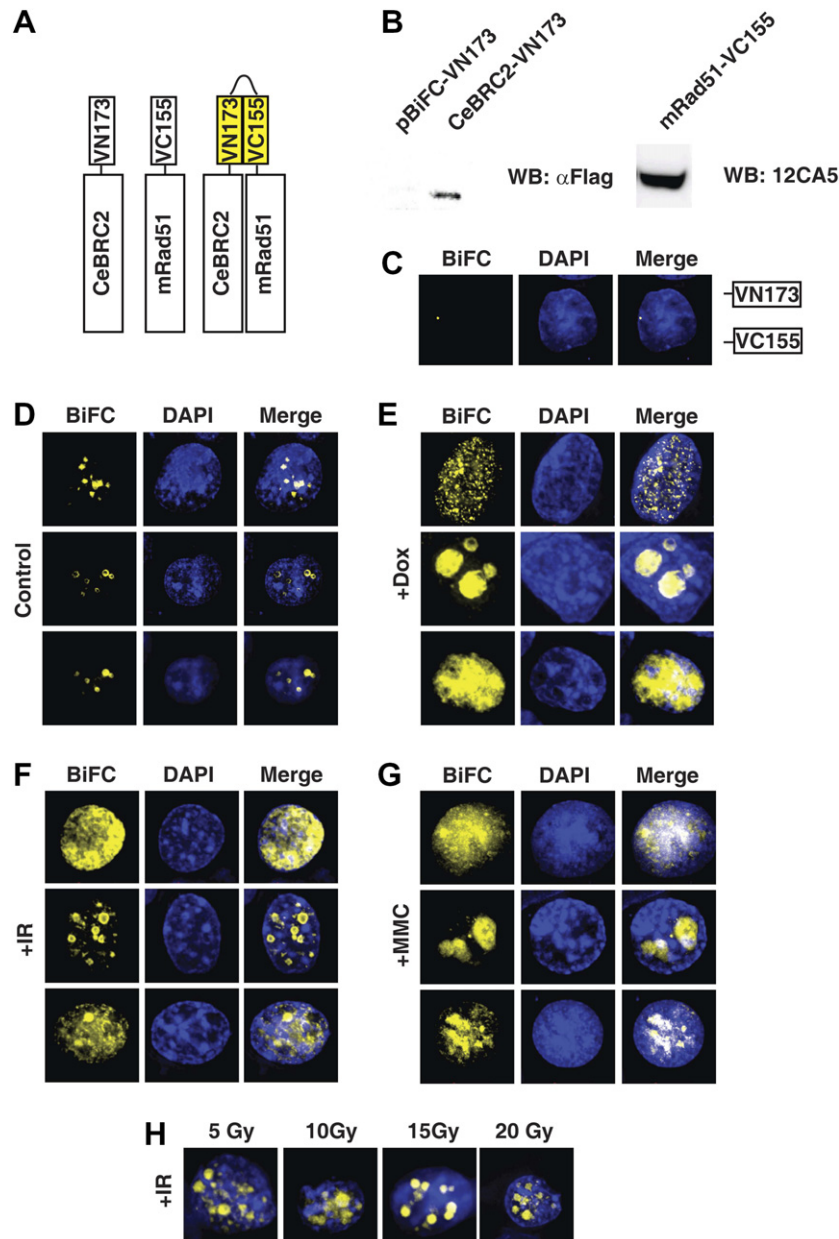 A
VN173
VC155
VN173
VC155
CeBRC2
mRad51
CeBRC2
mRad51
B
pBiFC-VN173
CeBRC2-VN173
mRad51-VC155
WB: αFlag
WB: 12CA5
C
BiFC DAPI Merge
VN173
VC155
D
BiFC DAPI Merge
Control
E
BiFC DAPI Merge
+Dox
F
BiFC DAPI Merge
+IR
G
BiFC DAPI Merge
+MMC
H
5 Gy 10Gy 15Gy 20 Gy
+IR